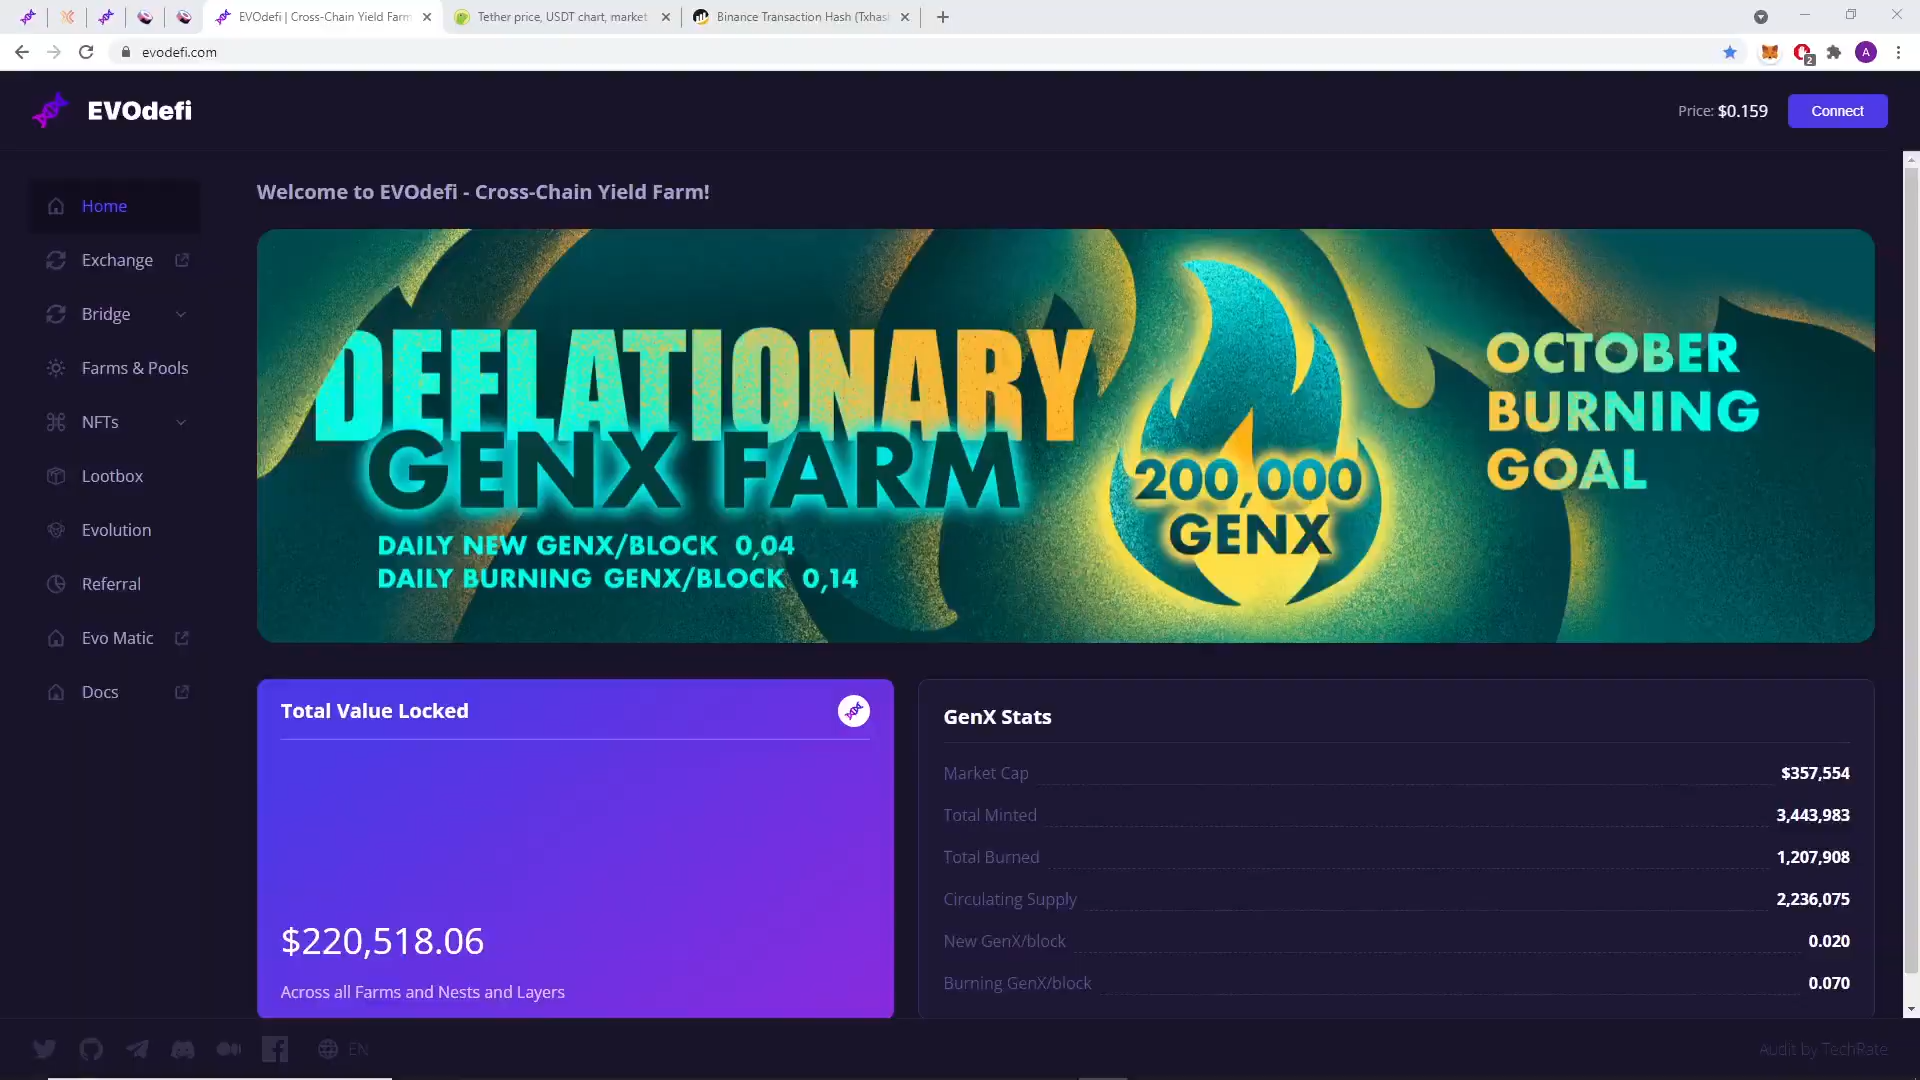 EVOdefi | Cross-Chain Yield Farm
Tether price, USDT chart, market
Binance Transaction Hash (Txhas
evodefi.com
2
A
EVOdefi
Price: $0.159
Connect
Welcome to EVOdefi - Cross-Chain Yield Farm!
Home
Exchange
Bridge
Farms & Pools
NFTs
Lootbox
Evolution
Referral
Evo Matic
Docs
DEFLATIONARY
GENX FARM
DAILY NEW GENX/BLOCK 0,04
DAILY BURNING GENX/BLOCK 0,14
200,000
GENX
OCTOBER
BURNING
GOAL
Total Value Locked
$220,518.06
Across all Farms and Nests and Layers
GenX Stats
Market Cap $357,554
Total Minted 3,443,983
Total Burned 1,207,908
Circulating Supply 2,236,075
New GenX/block 0.020
Burning GenX/block 0.070
EN
Audit by TechRate